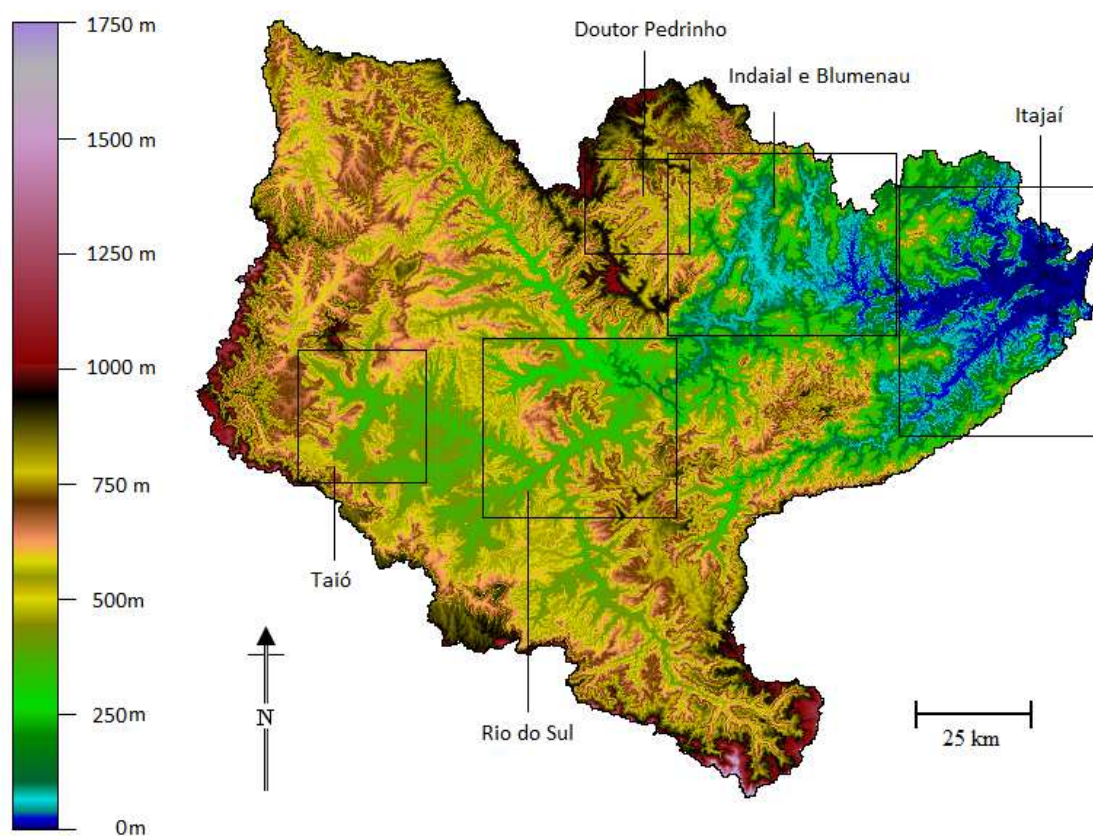 1750 m
1500 m
1250 m
1000 m
750 m
500m
250m
0m
Doutor Pedrinho
Indaial e Blumenau
Itajaí
Taió
Rio do Sul
N
25 km